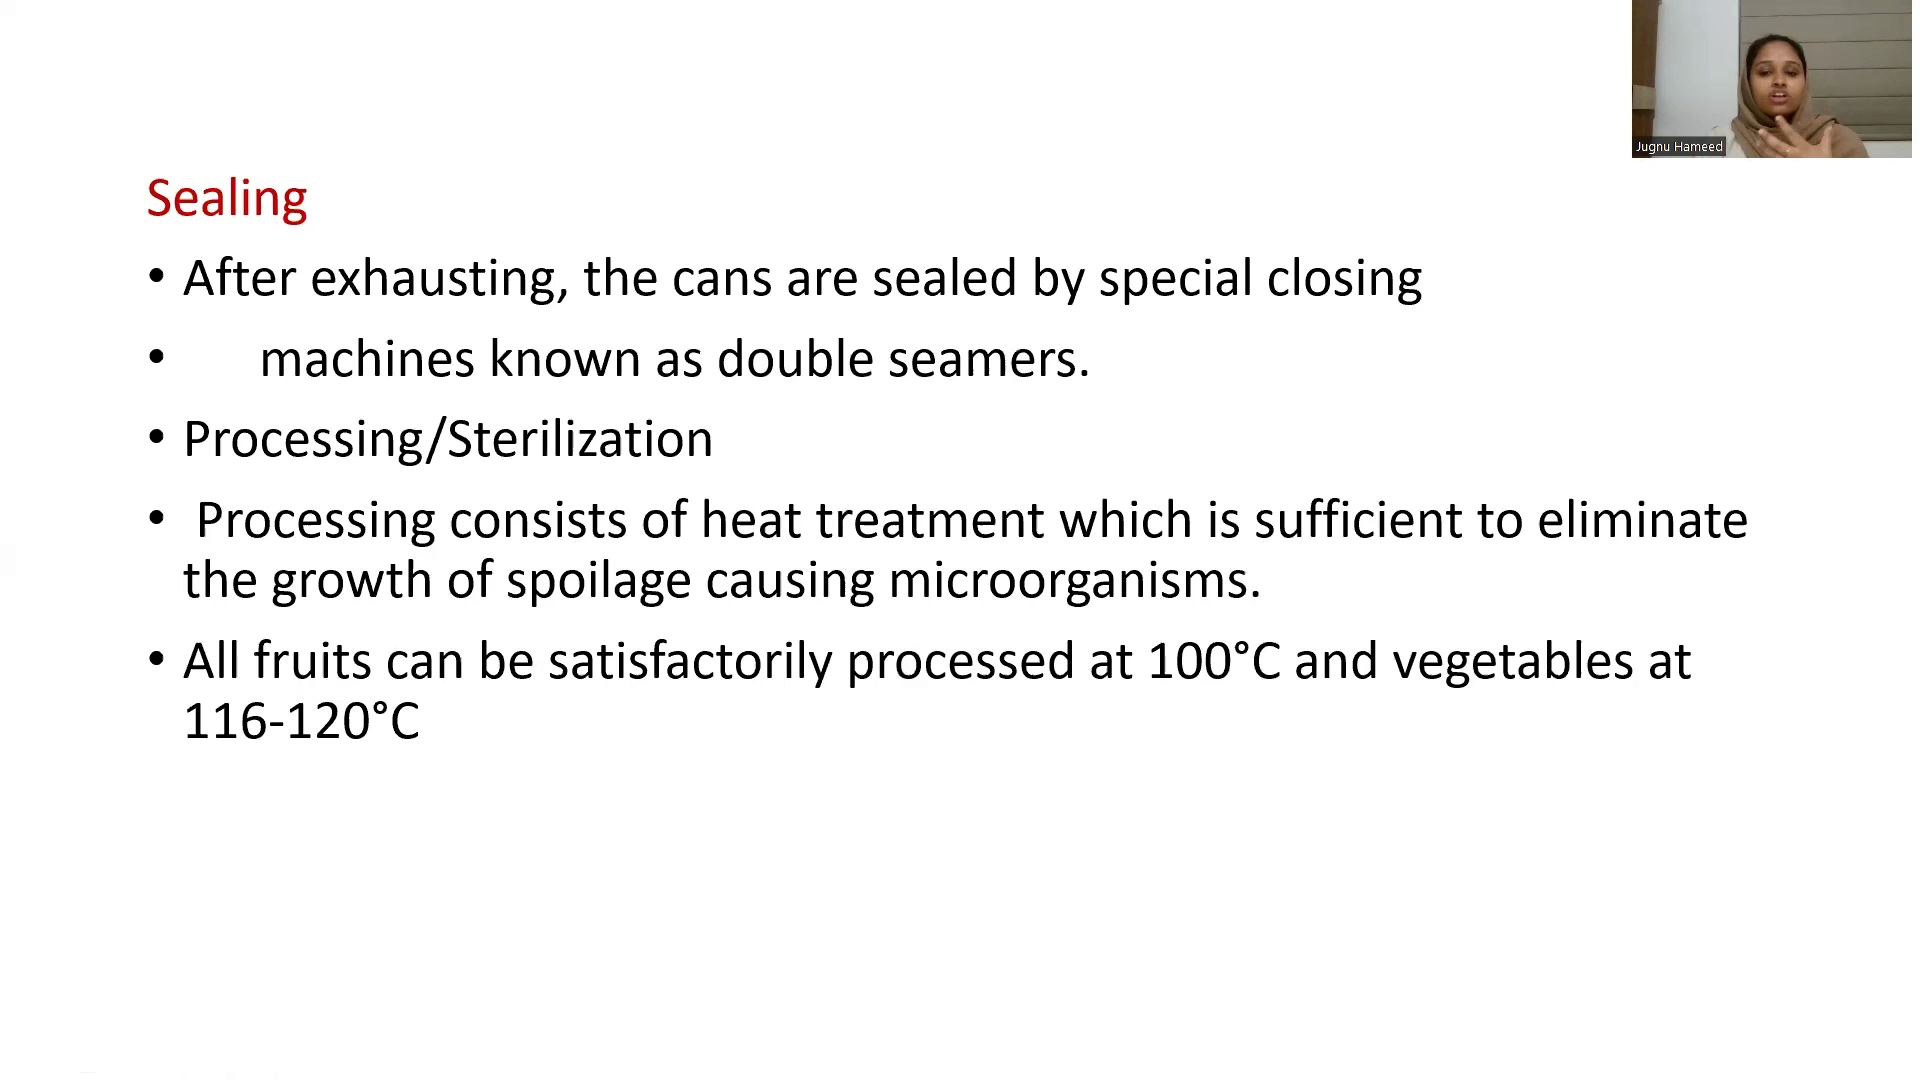 Jugnu Hameed
Sealing
• After exhausting, the cans are sealed by special closing
• machines known as double seamers.
• Processing/Sterilization
• Processing consists of heat treatment which is sufficient to eliminate
the growth of spoilage causing microorganisms.
• All fruits can be satisfactorily processed at 100°C and vegetables at
116-120°C